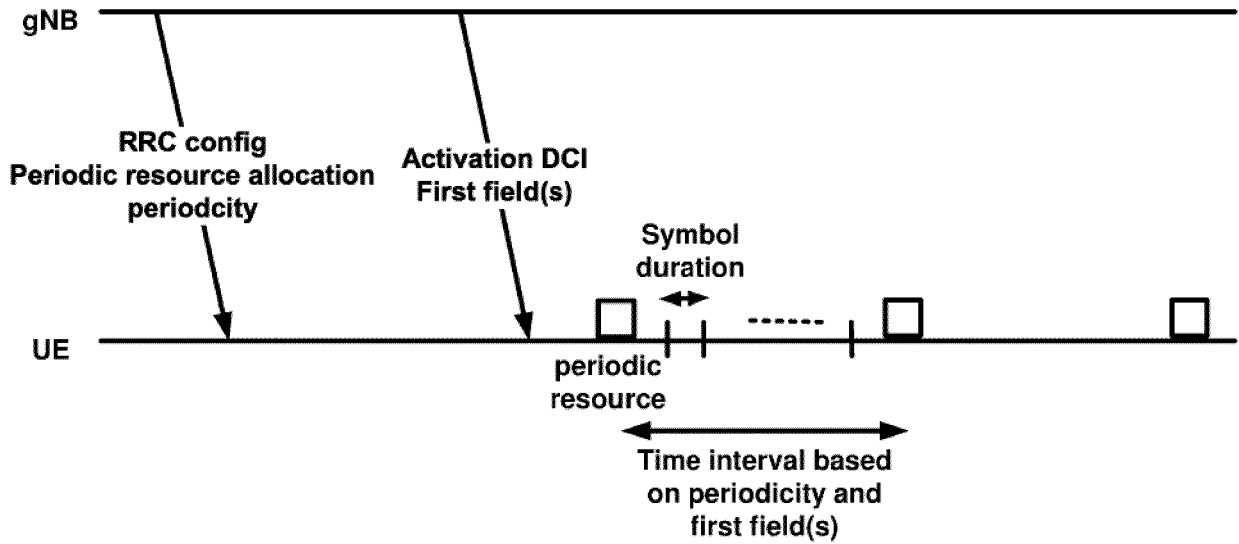 gNB
RRC config
Periodic resource allocation
periodcity
Activation DCI
First field(s)
Symbol
duration
UE
periodic
resource
Time interval based
on periodicity and
first field(s)